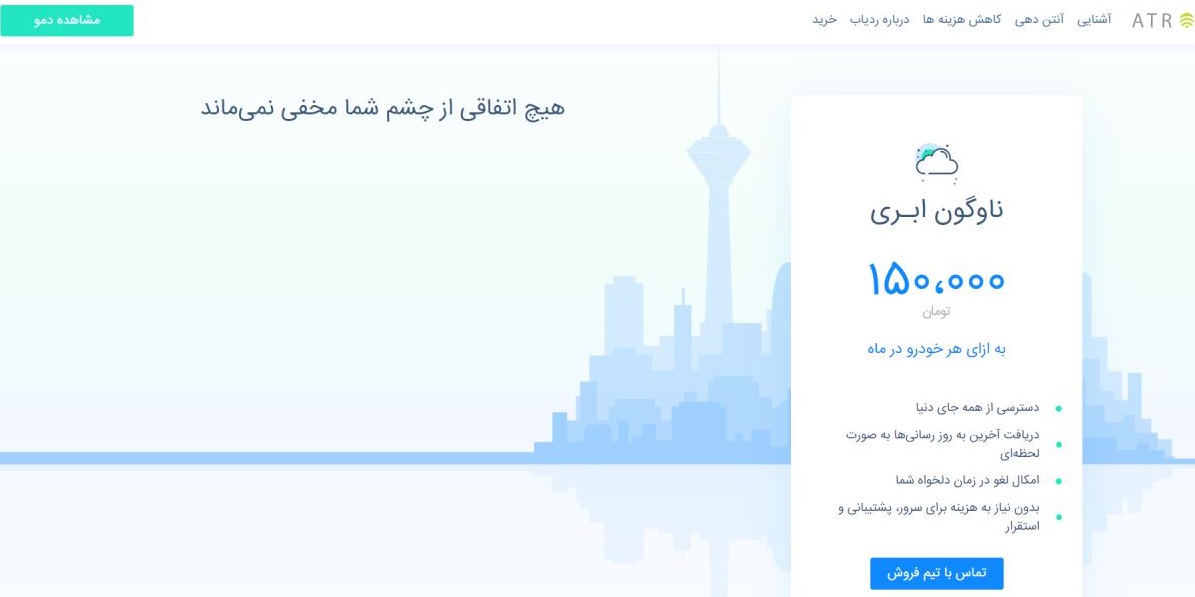 ATR
آشنایی
آنتن دهی
کاهش هزینه ها
درباره ردیاب
خرید
مشاهده دمو
هیچ اتفاقی از چشم شما مخفی نمی‌ماند
ناوگون ابـری
۱۵۰،۰۰۰
تومان
به ازای هر خودرو در ماه
دسترسی از همه جای دنیا
دریافت آخرین به روز رسانی‌ها به صورت
لحظه‌ای
امکال لغو در زمان دلخواه شما
بدون نیاز به هزینه برای سرور، پشتیبانی و
استقرار
تماس با تیم فروش